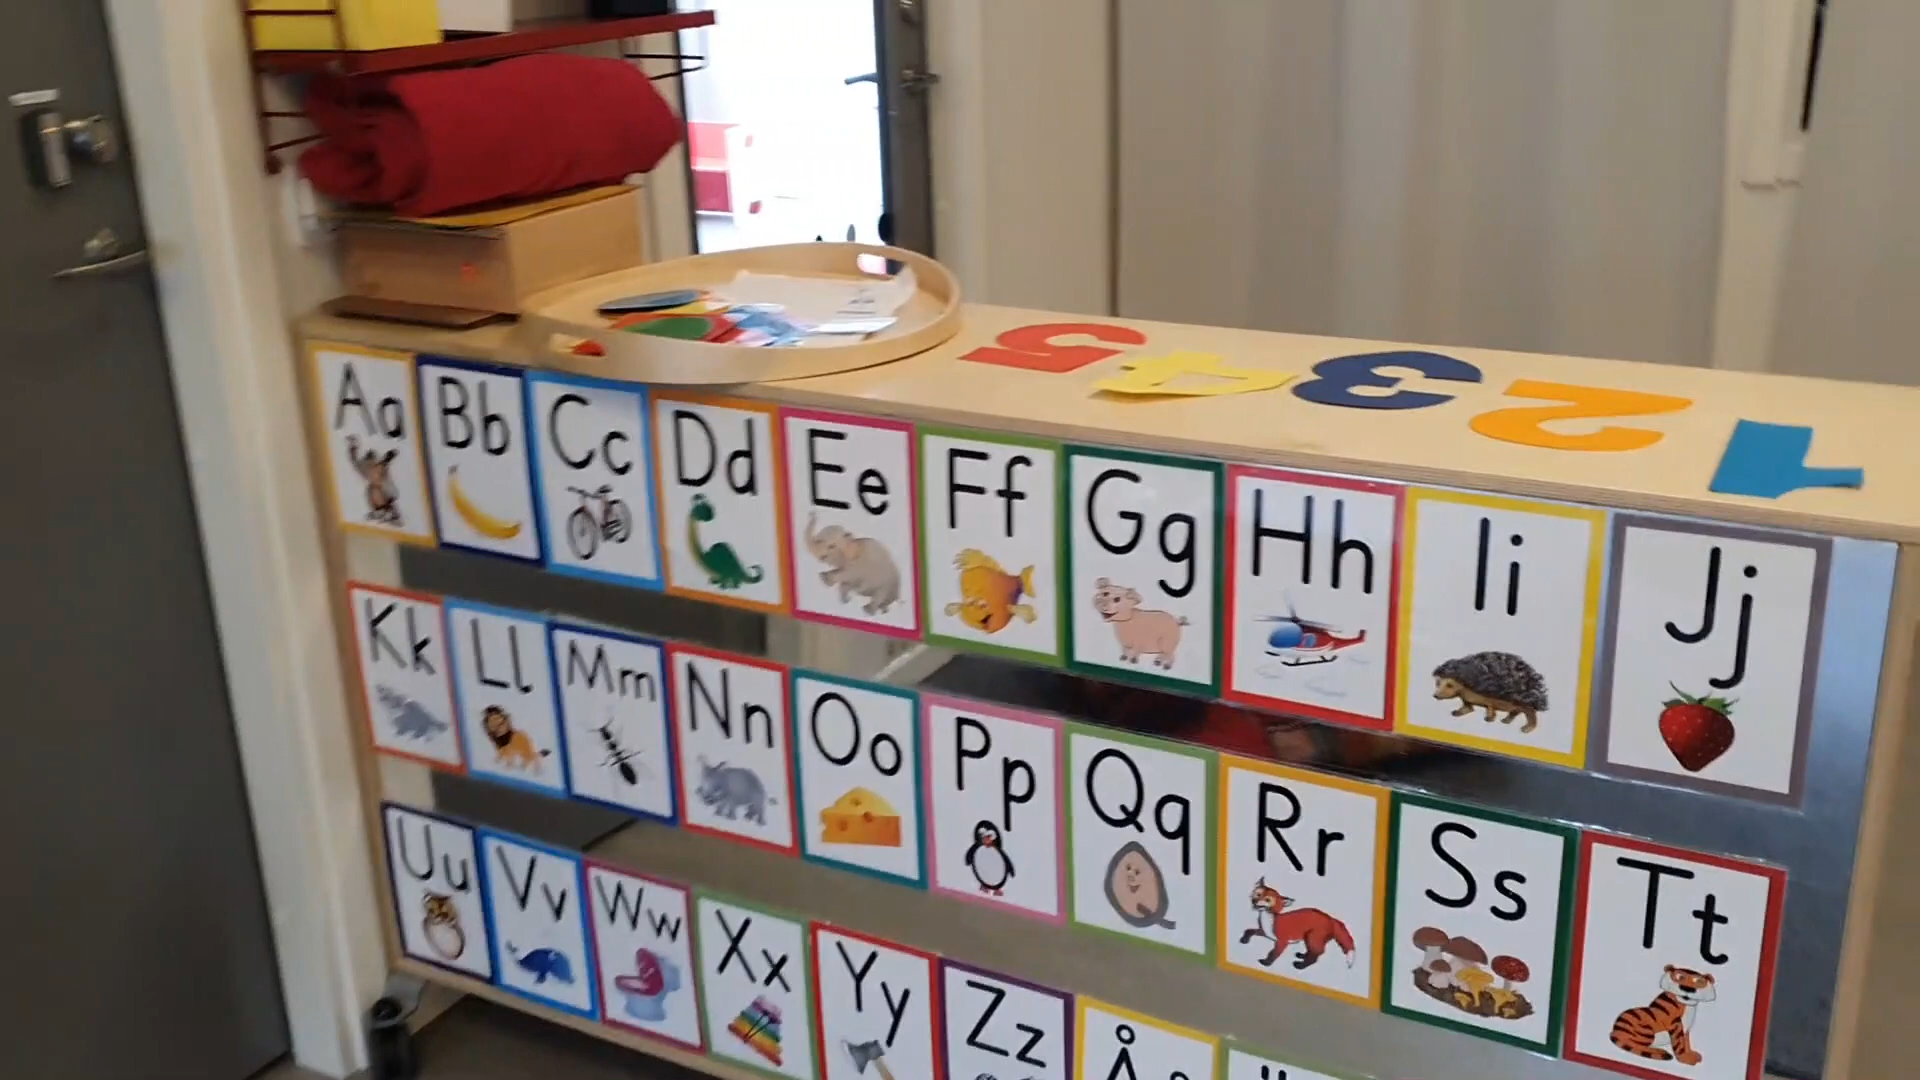 5 4 3 2 1
Aa Bb Cc Dd Ee Ff Gg Hh Ii Jj
Kk Ll Mm Nn Oo Pp Qq Rr Ss Tt
Uu Vv Ww Xx Yy Zz Å